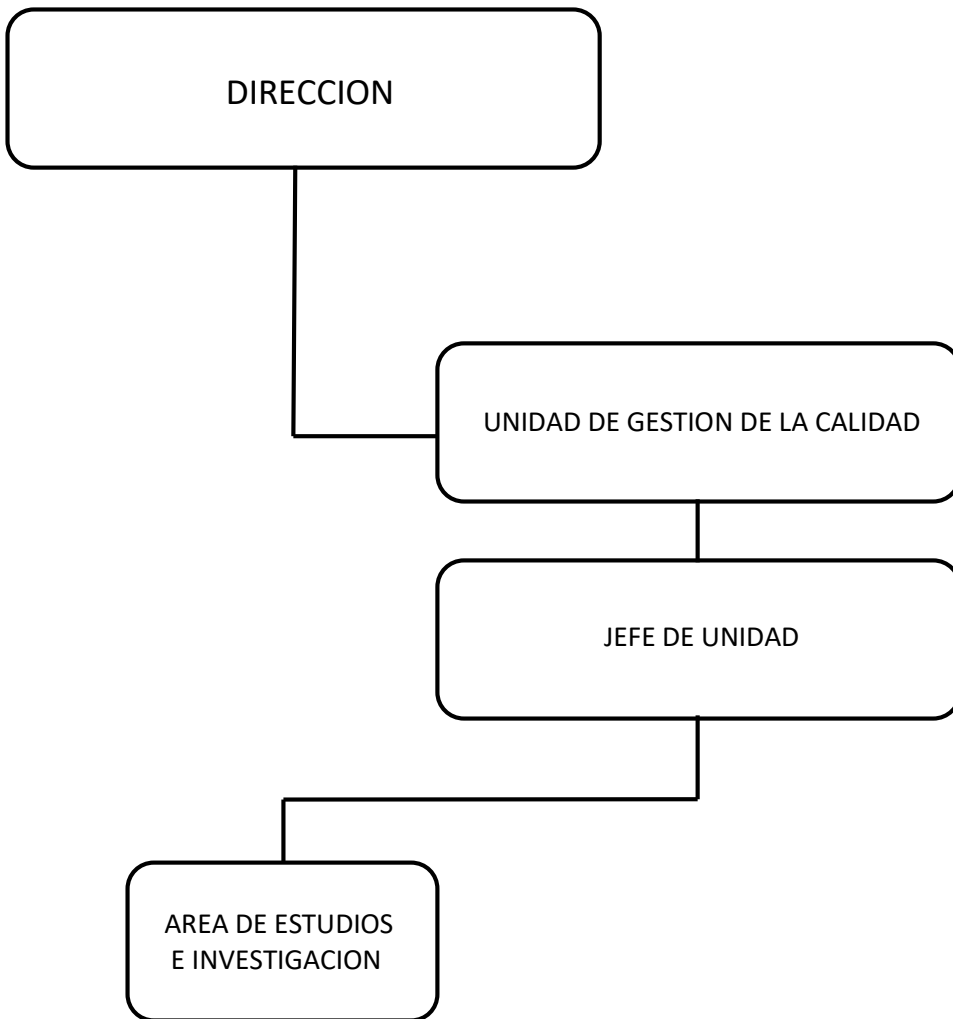 DIRECCION
UNIDAD DE GESTION DE LA CALIDAD
JEFE DE UNIDAD
AREA DE ESTUDIOS
E INVESTIGACION